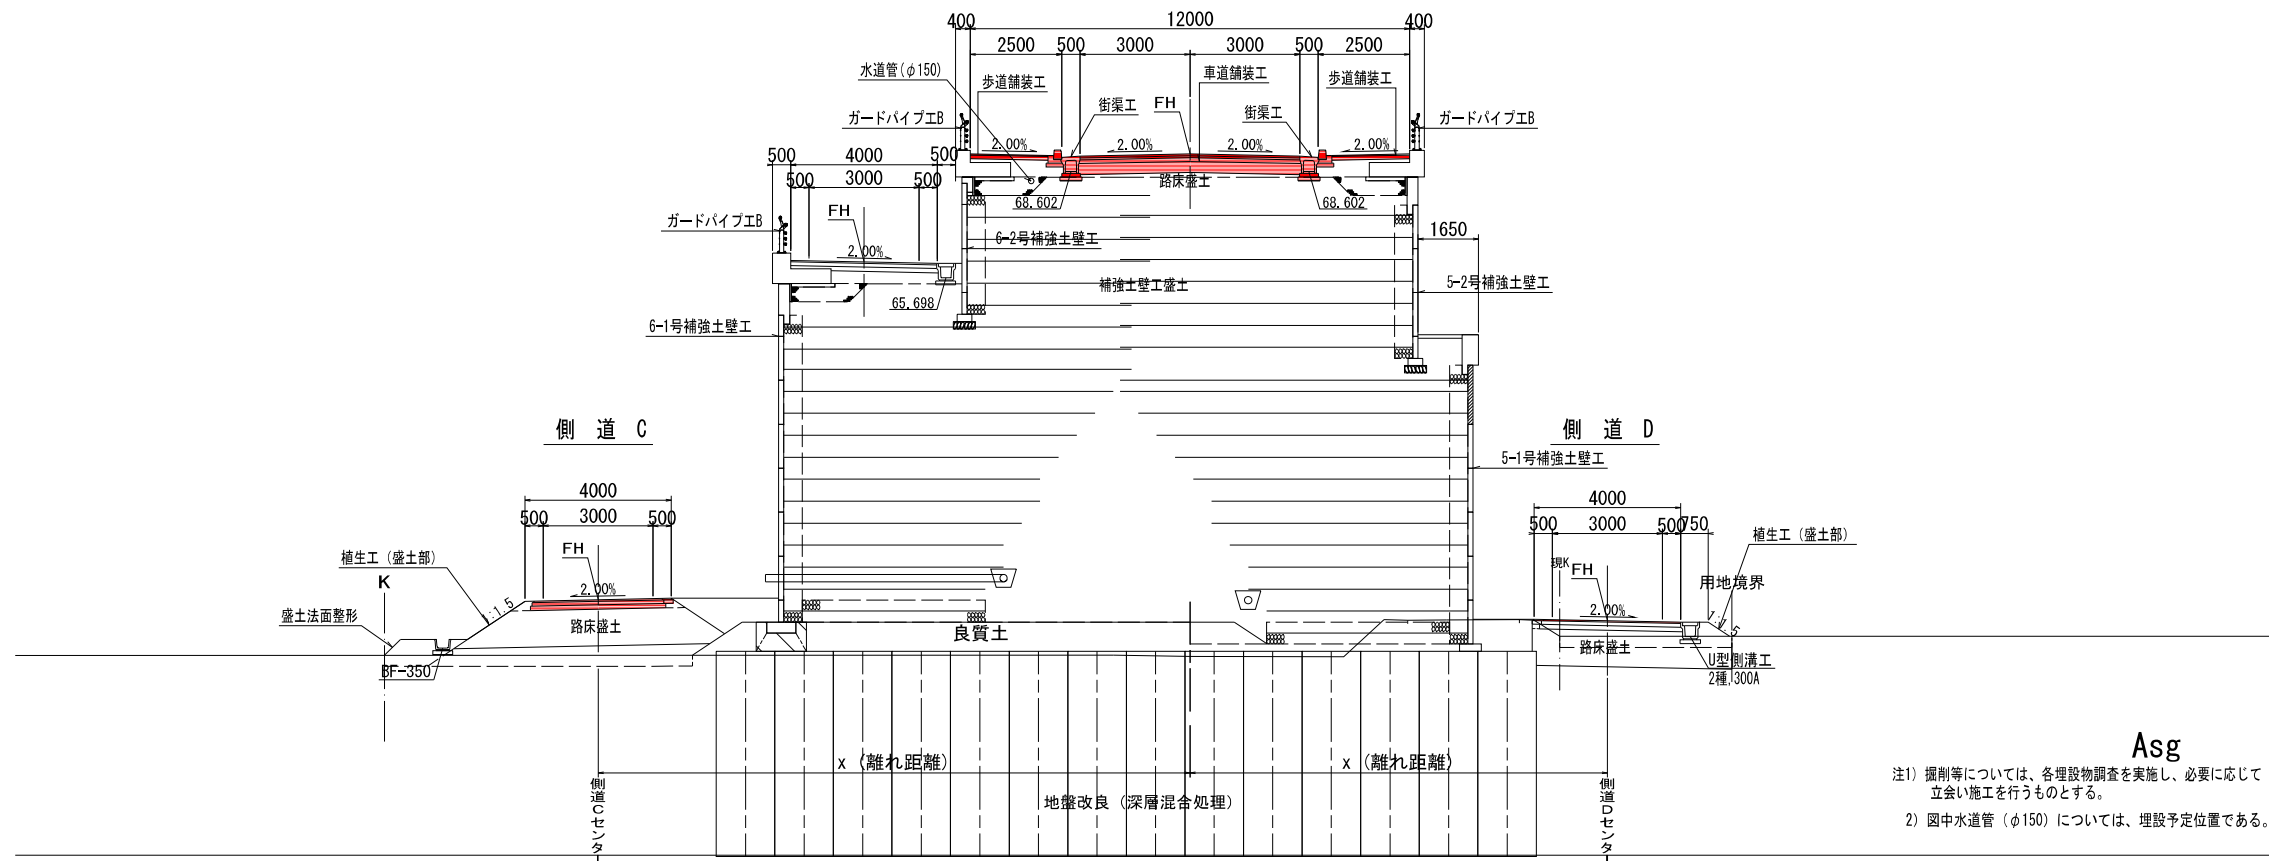 400 12000 400
2500 500 3000 3000 500 2500
水道管(φ150)
歩道舗装工
車道舗装工
歩道舗装工
街渠工
FH
街渠工
ガードパイプエB
ガードパイプエB
2.00%
2.00%
2.00%
2.00%
500 4000 500
500 3000 500
路床盛土
68.602
68.602
FH
ガードパイプエB
2.00%
6-2号補強土壁工
1650
65.698
補強土壁工盛土
5-2号補強土壁工
6-1号補強土壁工
側 道 C
側 道 D
5-1号補強土壁工
4000
500 3000 500
4000
500 3000 500 750
FH
植生工 (盛土部)
K
2.00%
1:1.5
盛土法面整形
路床盛土
BF-350
良質土
植生工 (盛土部)
現K
FH
用地境界
2.00%
1:1.5
路床盛土
U型側溝工
2種,300A
x (離れ距離)
x (離れ距離)
地盤改良 (深層混合処理)
側道Cセンタ
側道Dセンタ
Asg
注1) 掘削等については、各埋設物調査を実施し、必要に応じて
立会い施工を行うものとする。
2) 図中水道管 (φ150) については、埋設予定位置である。